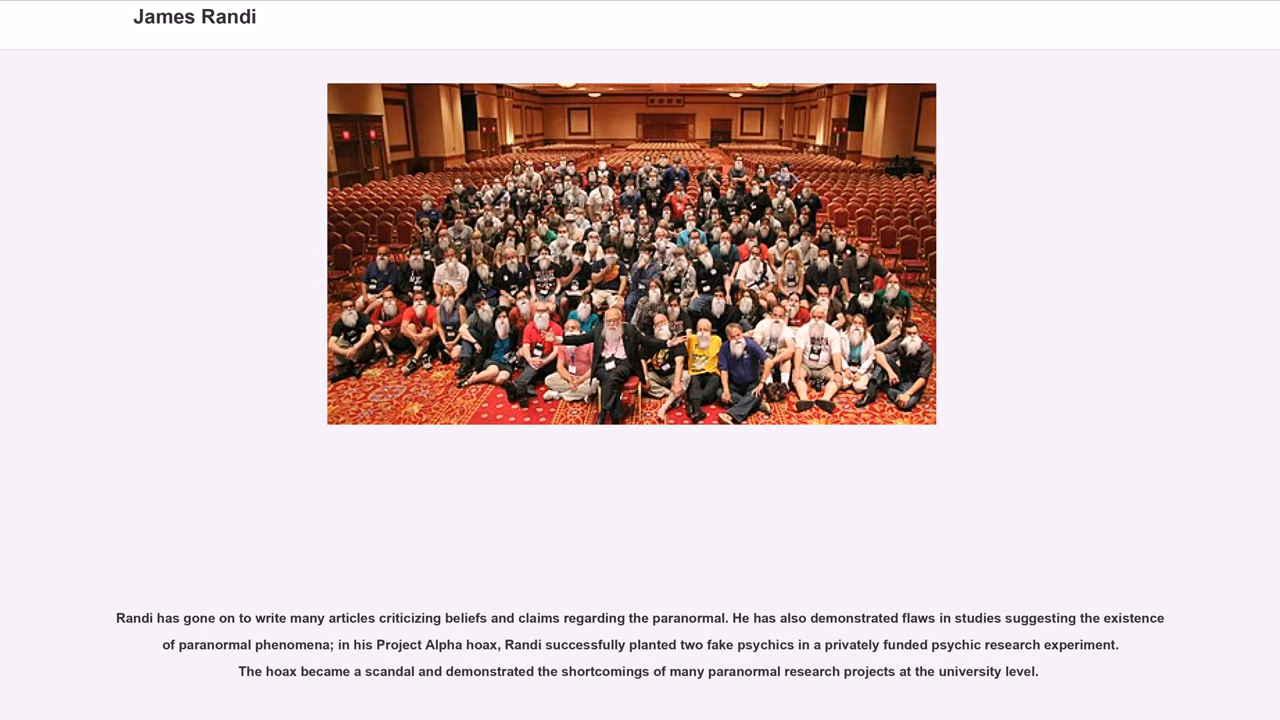 James Randi
Randi has gone on to write many articles criticizing beliefs and claims regarding the paranormal. He has also demonstrated flaws in studies suggesting the existence
of paranormal phenomena; in his Project Alpha hoax, Randi successfully planted two fake psychics in a privately funded psychic research experiment.
The hoax became a scandal and demonstrated the shortcomings of many paranormal research projects at the university level.